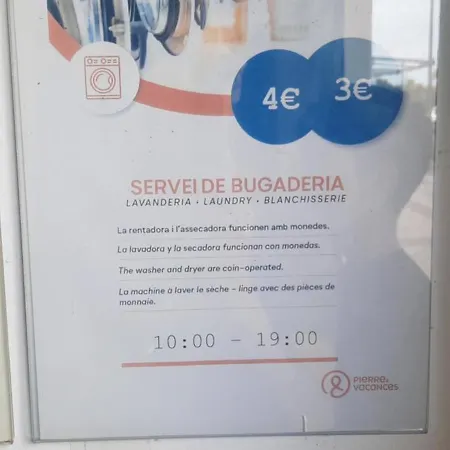 4€ 3€
SERVEI DE BUGADERIA
LAVANDERIA • LAUNDRY • BLANCHISSERIE
La rentadora i l'assecadora funcionen amb monedes.
La lavadora y la secadora funcionan con monedas.
The washer and dryer are coin-operated.
La machine à laver le sèche - linge avec des pièces de
monnaie.
10:00 - 19:00
PIERRE &
vacances